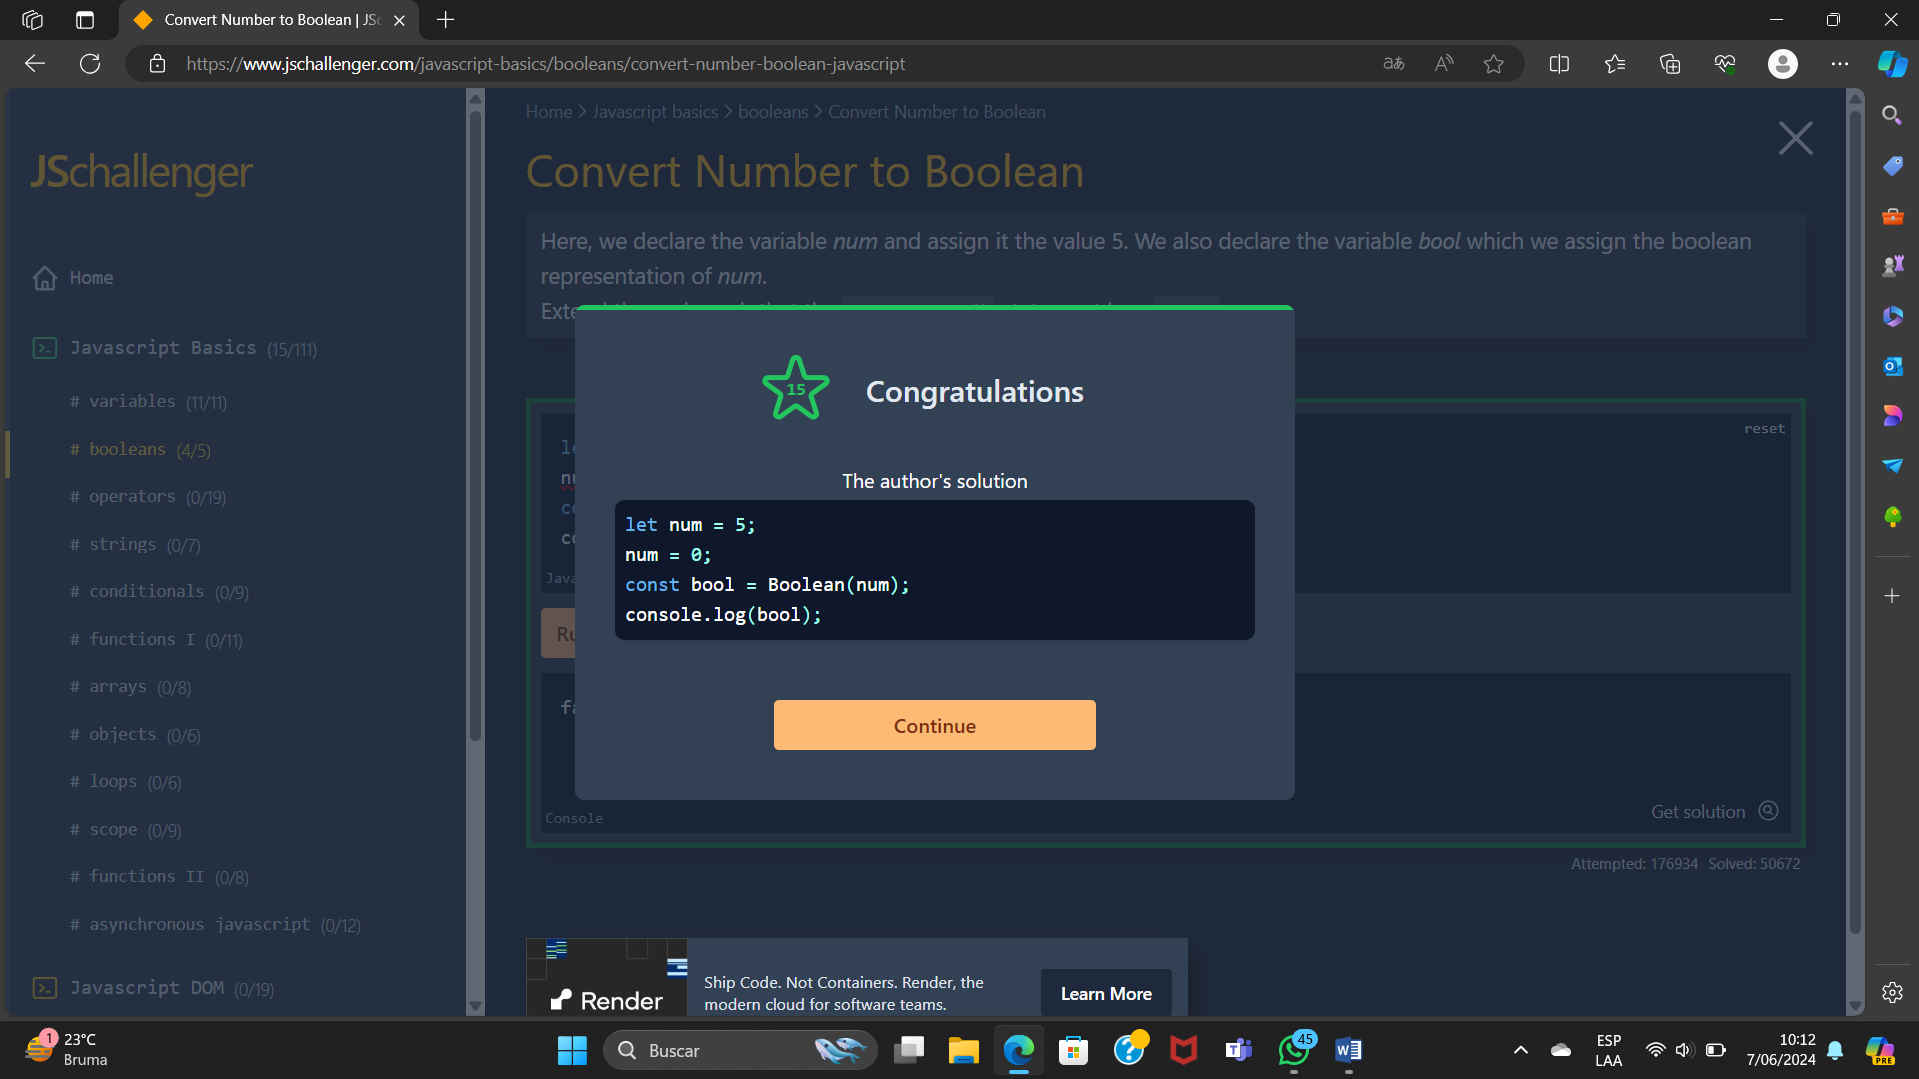 Convert Number to Boolean | JSc
https://www.jschallenger.com/javascript-basics/booleans/convert-number-boolean-javascript
JSchallenger
Home
Javascript Basics (15/111)
# variables (11/11)
# booleans (4/5)
# operators (0/19)
# strings (0/7)
# conditionals (0/9)
# functions I (0/11)
# arrays (0/8)
# objects (0/6)
# loops (0/6)
# scope (0/9)
# functions II (0/8)
# asynchronous javascript (0/12)
Javascript DOM (0/19)
Home > Javascript basics > booleans > Convert Number to Boolean
Convert Number to Boolean
Here, we declare the variable num and assign it the value 5. We also declare the variable bool which we assign the boolean
representation of num.
reset
15
Congratulations
The author's solution
let num = 5;
num = 0;
const bool = Boolean(num);
console.log(bool);
Continue
Console
Get solution
Attempted: 176934 Solved: 50672
Render
Ship Code. Not Containers. Render, the
modern cloud for software teams.
Learn More
1
23°C
Bruma
Buscar
45
ESP
LAA
10:12
7/06/2024
PRE